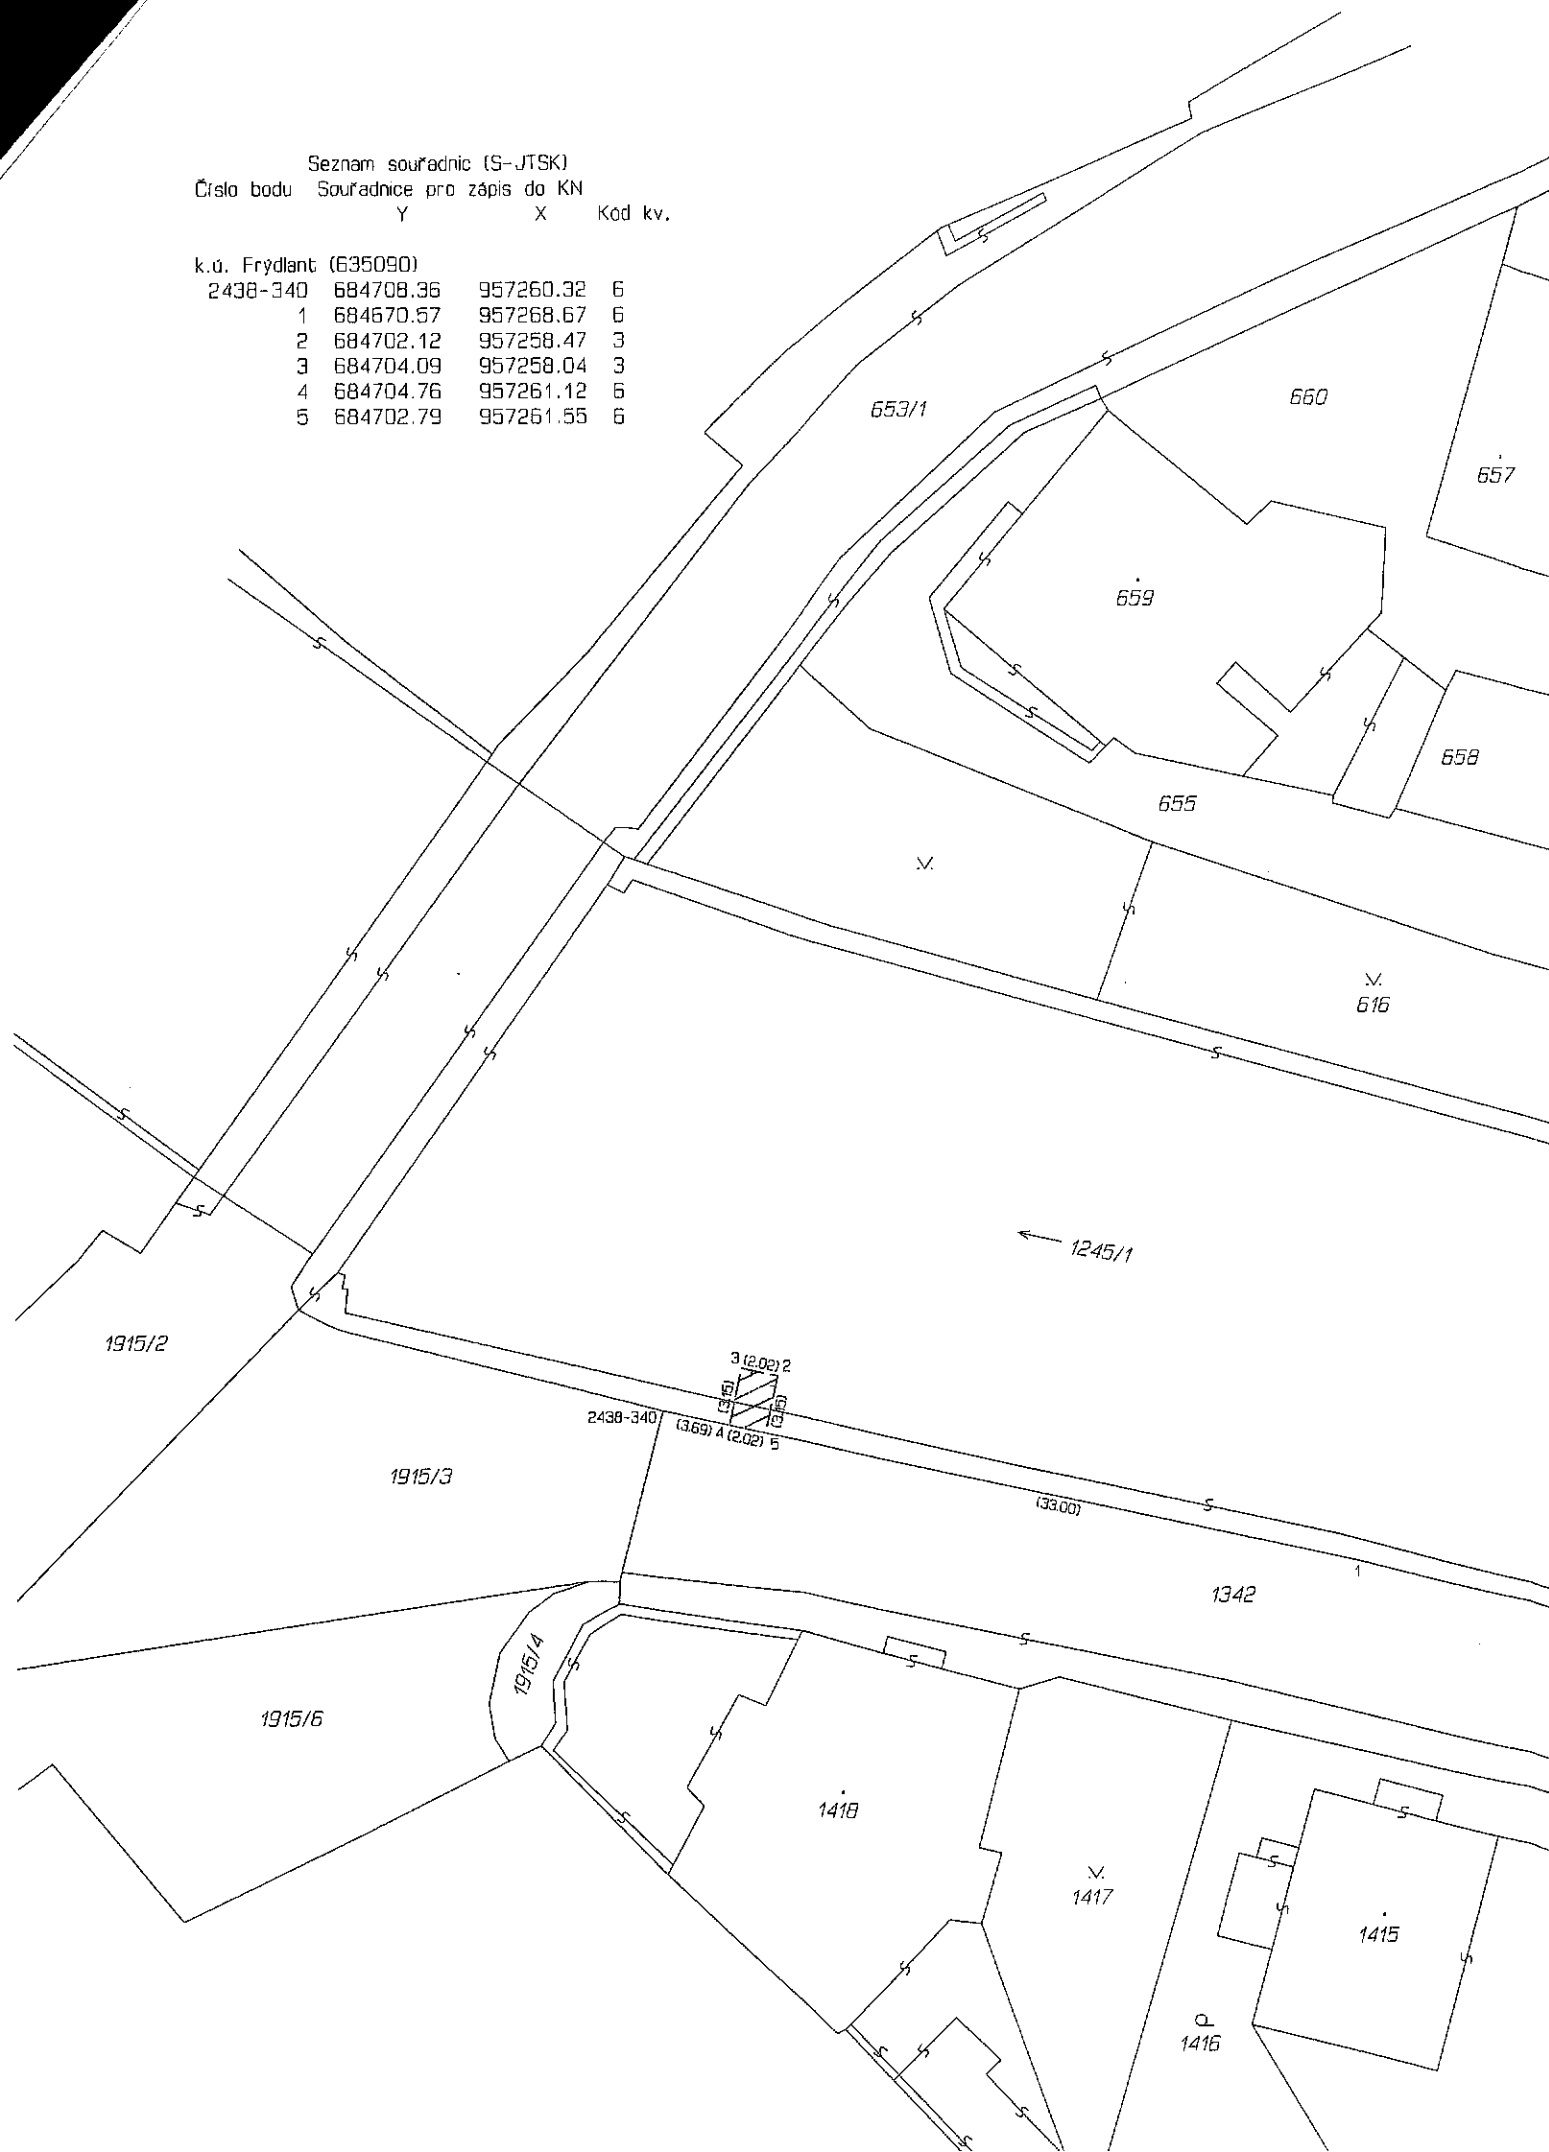 Seznam souřadnic (S-JTSK)
Číslo bodu Souřadnice pro zápis do KN
Y X Kód kv.
k.ú. Frýdlant (635090)
2438-340 684708.36 957260.32 6
1 684670.57 957268.67 6
2 684702.12 957258.47 3
3 684704.09 957258.04 3
4 684704.76 957261.12 6
5 684702.79 957261.55 6
653/1
660
657
659
658
655
616
1245/1
1915/2
3 (2.02) 2
(3.15)
(3.15)
2438-340
(3.69) 4 (2.02) 5
1915/3
(33.00)
1
1342
1915/4
1915/6
1418
1417
1415
1416